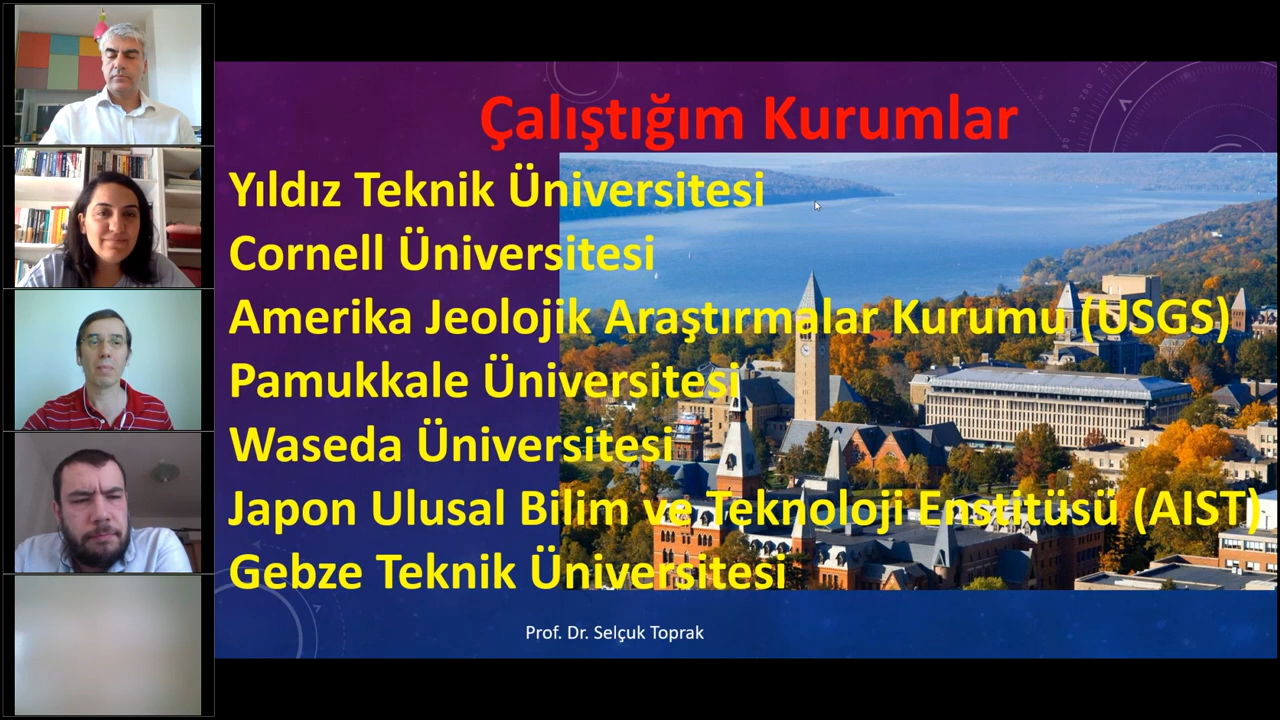 Çalıştığım Kurumlar
Yıldız Teknik Üniversitesi
Cornell Üniversitesi
Amerika Jeolojik Araştırmalar Kurumu (USGS)
Pamukkale Üniversitesi
Waseda Üniversitesi
Japon Ulusal Bilim ve Teknoloji Enstitüsü (AIST)
Gebze Teknik Üniversitesi
Prof. Dr. Selçuk Toprak